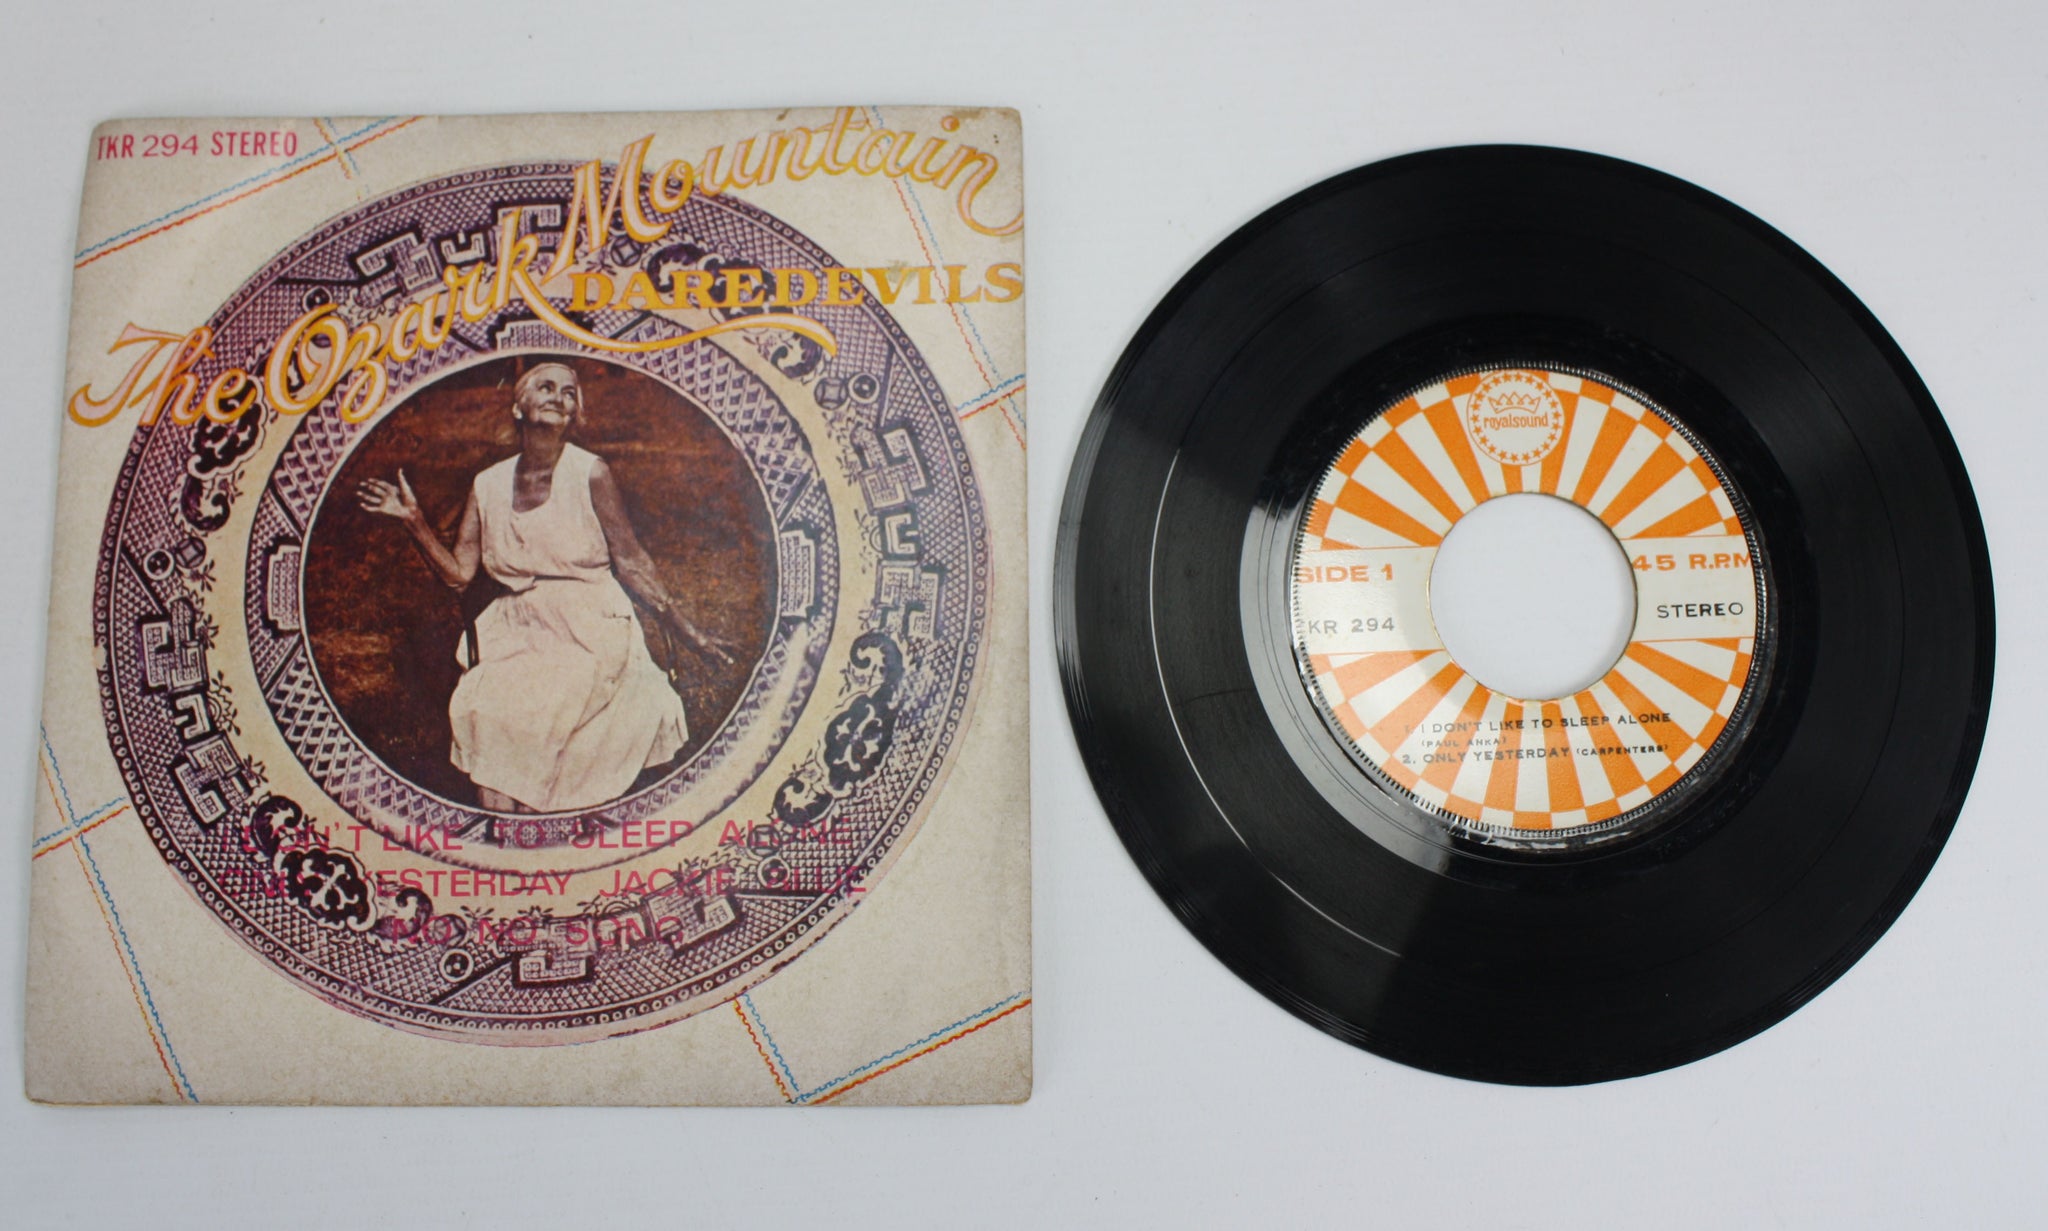 TKR 294 STEREO
The Ozark Mountain
DAREDEVILS
I DON'T LIKE TO SLEEP ALONE
ONLY YESTERDAY JACKIE BLUE
NO NO SONG
royalsound
SIDE 1
45 R.P.M
KR 294
STEREO
1. I DON'T LIKE TO SLEEP ALONE
(PAUL ANKA)
2. ONLY YESTERDAY (CARPENTERS)